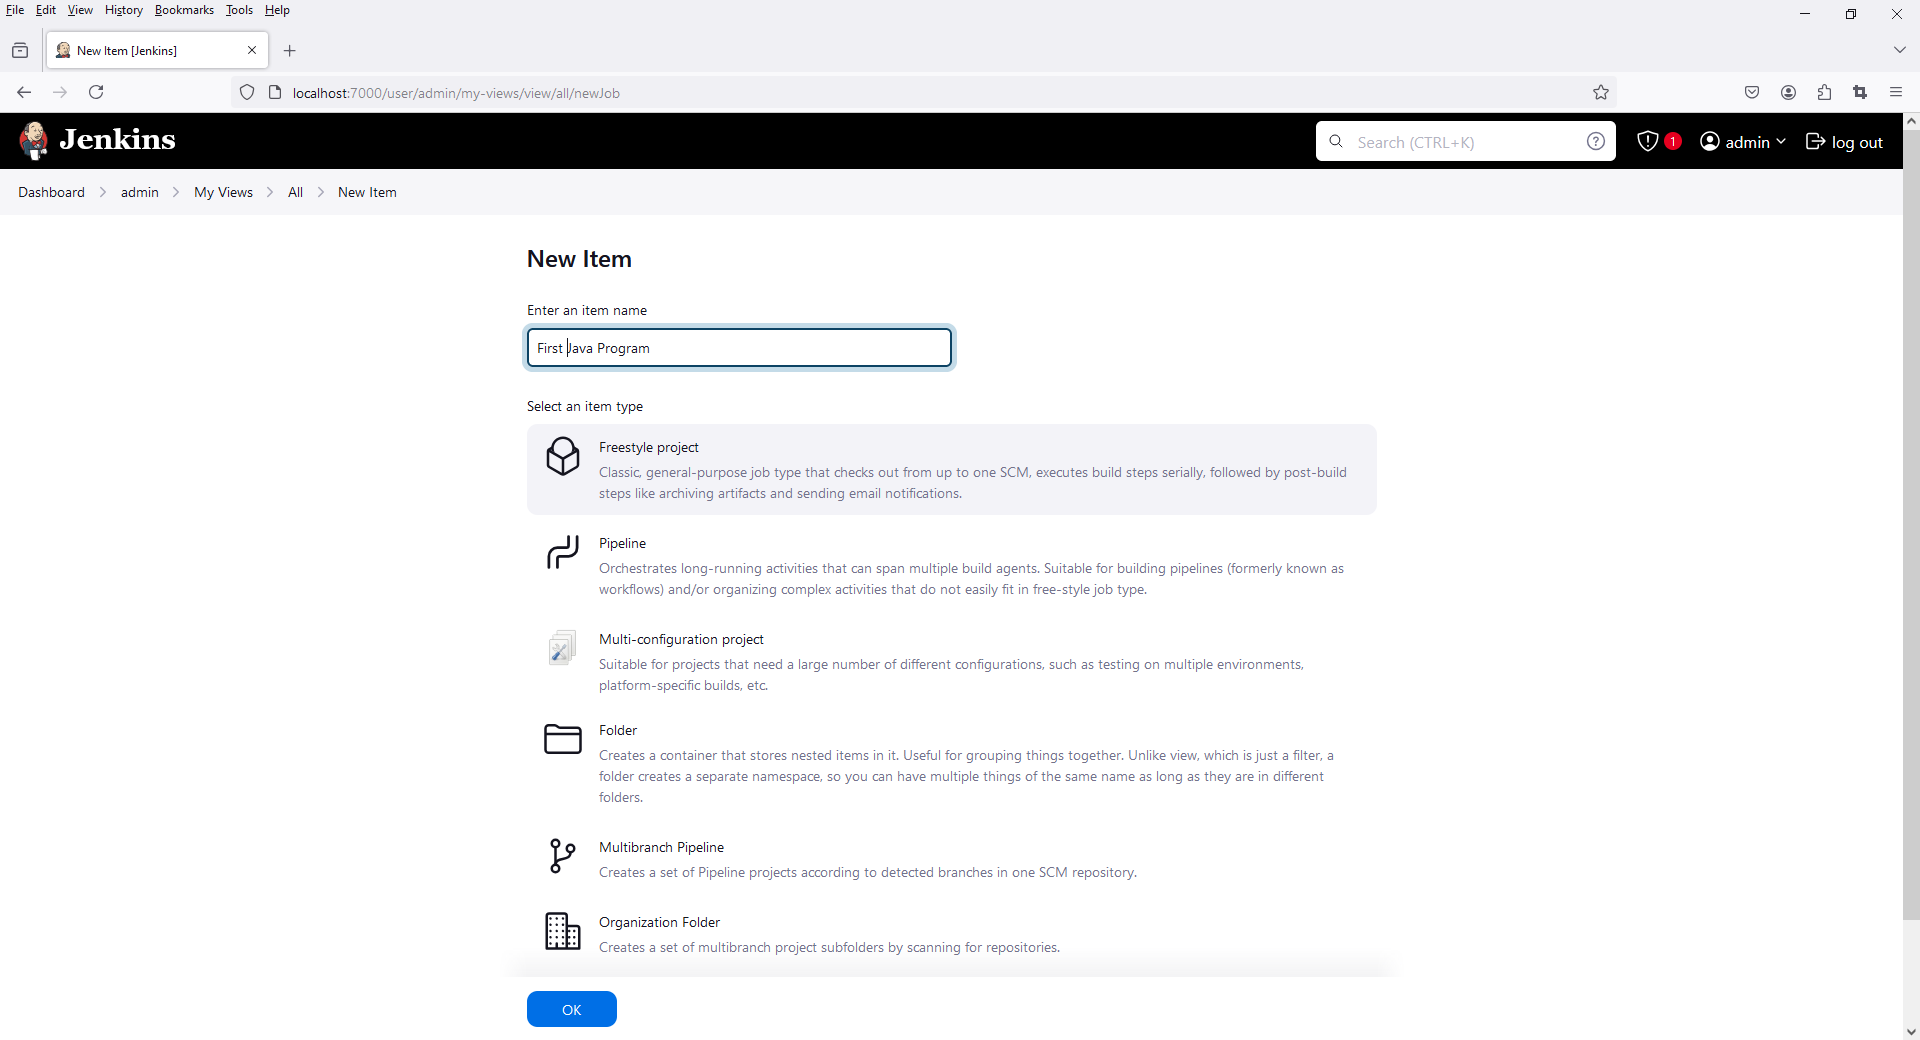 File Edit View History Bookmarks Tools Help
New Item [Jenkins]
localhost:7000/user/admin/my-views/view/all/newJob
Jenkins
Search (CTRL+K)
?
1
admin
log out
Dashboard
admin
My Views
All
New Item
New Item
Enter an item name
First Java Program
Select an item type
Freestyle project
Classic, general-purpose job type that checks out from up to one SCM, executes build steps serially, followed by post-build
steps like archiving artifacts and sending email notifications.
Pipeline
Orchestrates long-running activities that can span multiple build agents. Suitable for building pipelines (formerly known as
workflows) and/or organizing complex activities that do not easily fit in free-style job type.
Multi-configuration project
Suitable for projects that need a large number of different configurations, such as testing on multiple environments,
platform-specific builds, etc.
Folder
Creates a container that stores nested items in it. Useful for grouping things together. Unlike view, which is just a filter, a
folder creates a separate namespace, so you can have multiple things of the same name as long as they are in different
folders.
Multibranch Pipeline
Creates a set of Pipeline projects according to detected branches in one SCM repository.
Organization Folder
Creates a set of multibranch project subfolders by scanning for repositories.
OK